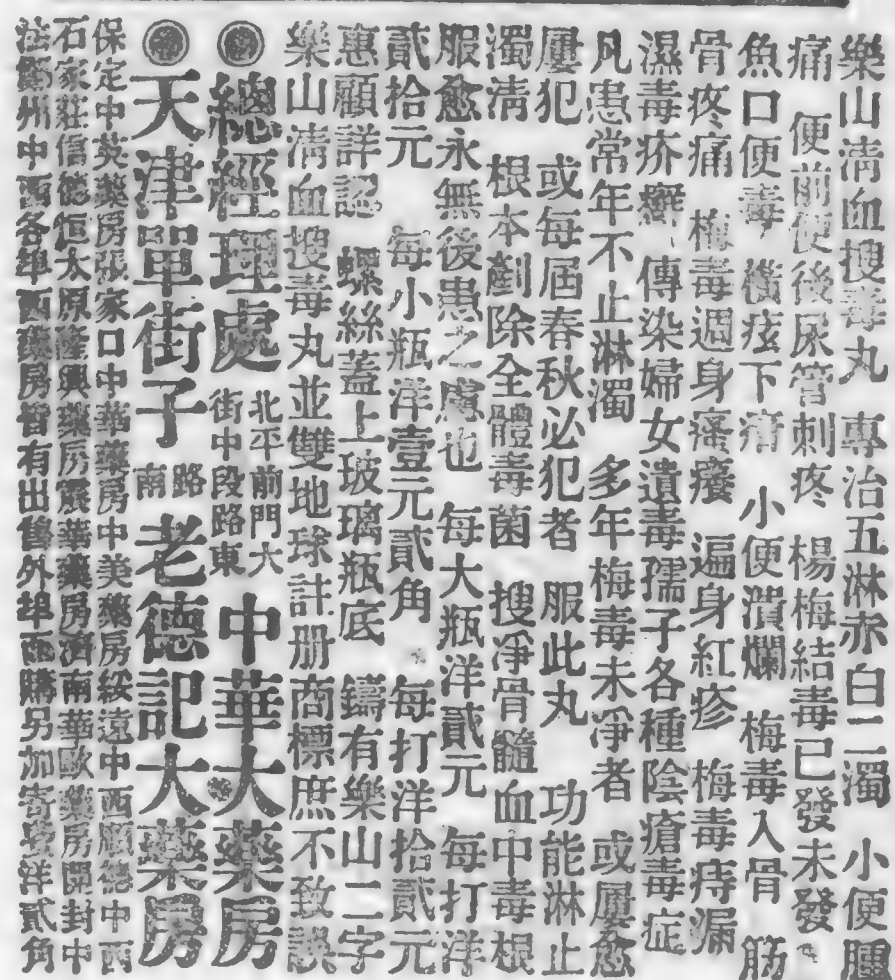 樂山清血搜毒丸 專治五淋赤白二濁 小便腫
痛 便前便後尿管刺疼 楊梅結毒已發未發
魚口便毒 橫痃下疳 小便潰爛 梅毒入骨 筋
骨疼痛 梅毒週身瘙癢 遍身紅疹 梅毒痔漏
濕毒疥癬 傳染婦女遺毒孺子各種陰瘡毒症
凡患常年不止淋濁 多年梅毒未淨者 或屢愈
屢犯 或每屆春秋必犯者 服此丸 功能淋止
濁清 根本剷除全體毒菌 搜淨骨髓血中毒根
服愈永無後患之慮也 每大瓶洋貳元 每打洋
貳拾元 每小瓶洋壹元貳角 每打洋拾貳元
惠顧詳認 螺絲蓋上玻璃瓶底 鑄有樂山二字
樂山清血搜毒丸並雙地球註册商標庶不致誤
總經理處 北平前門大街中段路東 中華大藥房
天津單街子 路南 老德記大藥房
保定中英藥房張家口中華藥房中美藥房綏遠中西順德中西
石家莊信德恒太原隆興藥房震華藥房濟南華歐藥房開封中
法鄭州中西各埠西藥房皆有出售外埠函購另加寄費洋貳角